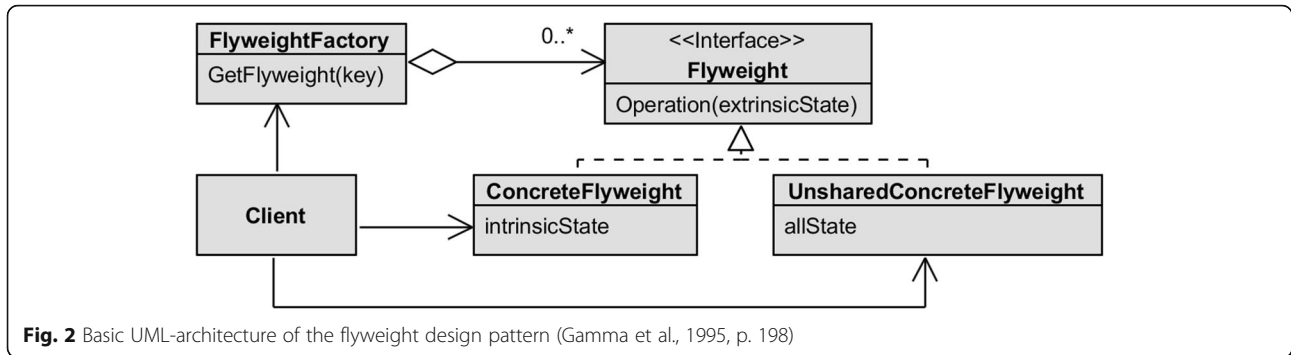 FlyweightFactory
GetFlyweight(key)
0..*
<<Interface>>
Flyweight
Operation(extrinsicState)
Client
ConcreteFlyweight
intrinsicState
UnsharedConcreteFlyweight
allState
Fig. 2 Basic UML-architecture of the flyweight design pattern (Gamma et al., 1995, p. 198)